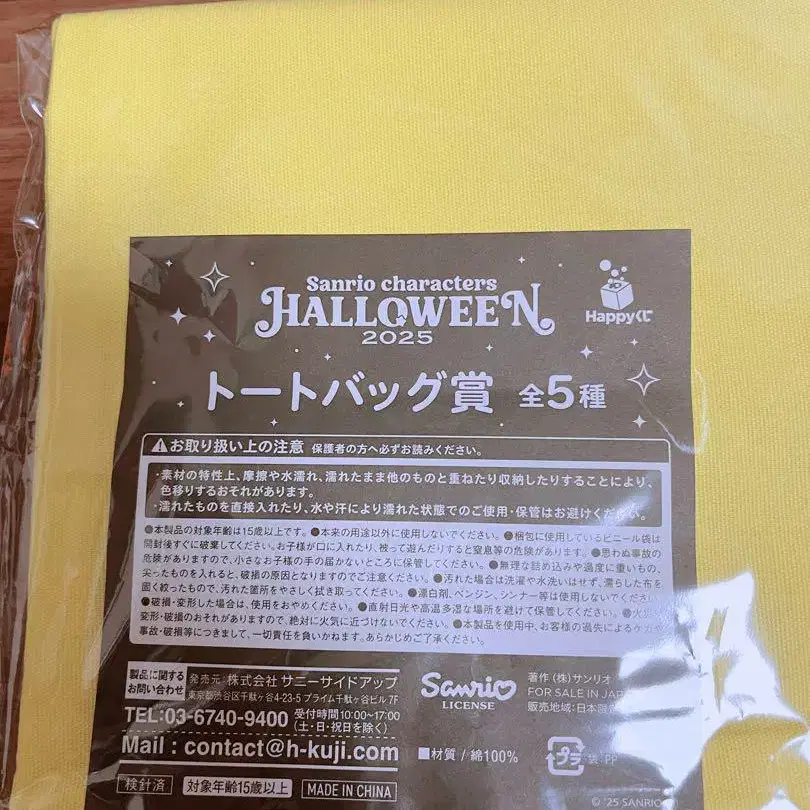 Sanrio characters
HALLOWEEN
2025
Happyくじ
トートバッグ賞 全5種
お取り扱い上の注意 保護者の方へ必ずお読みください。
・素材の特性上、摩擦や水濡れ、濡れたまま他のものと重ねたり収納したりすることにより、
色移りするおそれがあります。
・濡れたものを直接入れたり、水や汗により濡れた状態でのご使用・保管はお避けください。
●本製品の対象年齢は15歳以上です。●本来の用途以外に使用しないでください。●梱包に使用しているビニール袋は
開封後すぐに破棄してください。お子様が口に入れたり、被って遊んだりすると窒息等の危険があります。●思わぬ事故の
危険がありますので、小さなお子様の手の届かないところに保管してください。●無理な詰め込みや過度に重いもの、
尖ったものを入れると、破損の原因となりますのでご注意ください。●汚れた場合は洗濯や水洗いはせず、濡らした布を
固く絞ったもので、汚れた箇所をやさしく拭き取ってください。●漂白剤、ベンジン、シンナー等は使用しないでください。
●破損・変形した場合は、使用をおやめください。●直射日光や高温多湿な場所を避けて保管してください。●
変形・破損のおそれがありますので、絶対に火気に近づけないでください。●本製品を使用中、お客様の過失によるケガや
事故・破損等につきまして、一切責任を負いかねます。あらかじめご了承ください。
製品に関する
お問い合わせ
発売元:株式会社 サニーサイドアップ
東京都渋谷区千駄ヶ谷4-23-5 プライム千駄ヶ谷ビル 7F
TEL:03-6740-9400 受付時間10:00~17:00
(土・日・祝日を除く)
Mail : contact@h-kuji.com
検針済 対象年齢15歳以上 MADE IN CHINA
Sanrio
LICENSE
著作 (株)サンリオ
FOR SALE IN JAPAN
販売地域:日本
■材質 / 綿100%
プラ 袋:PP
© '25 SANRIO